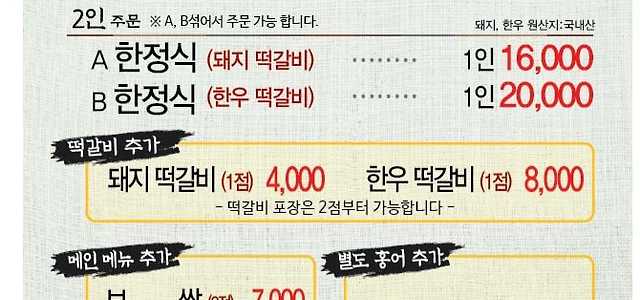 2인 주문 ※ A, B섞어서 주문 가능 합니다. 돼지, 한우 원산지:국내산
A 한정식 (돼지 떡갈비) ········ 1인 16,000
B 한정식 (한우 떡갈비) ········ 1인 20,000
떡갈비 추가
돼지 떡갈비 (1점) 4,000 한우 떡갈비 (1점) 8,000
- 떡갈비 포장은 2점부터 가능합니다 -
메인 메뉴 추가 별도 홍어 추가
7,000